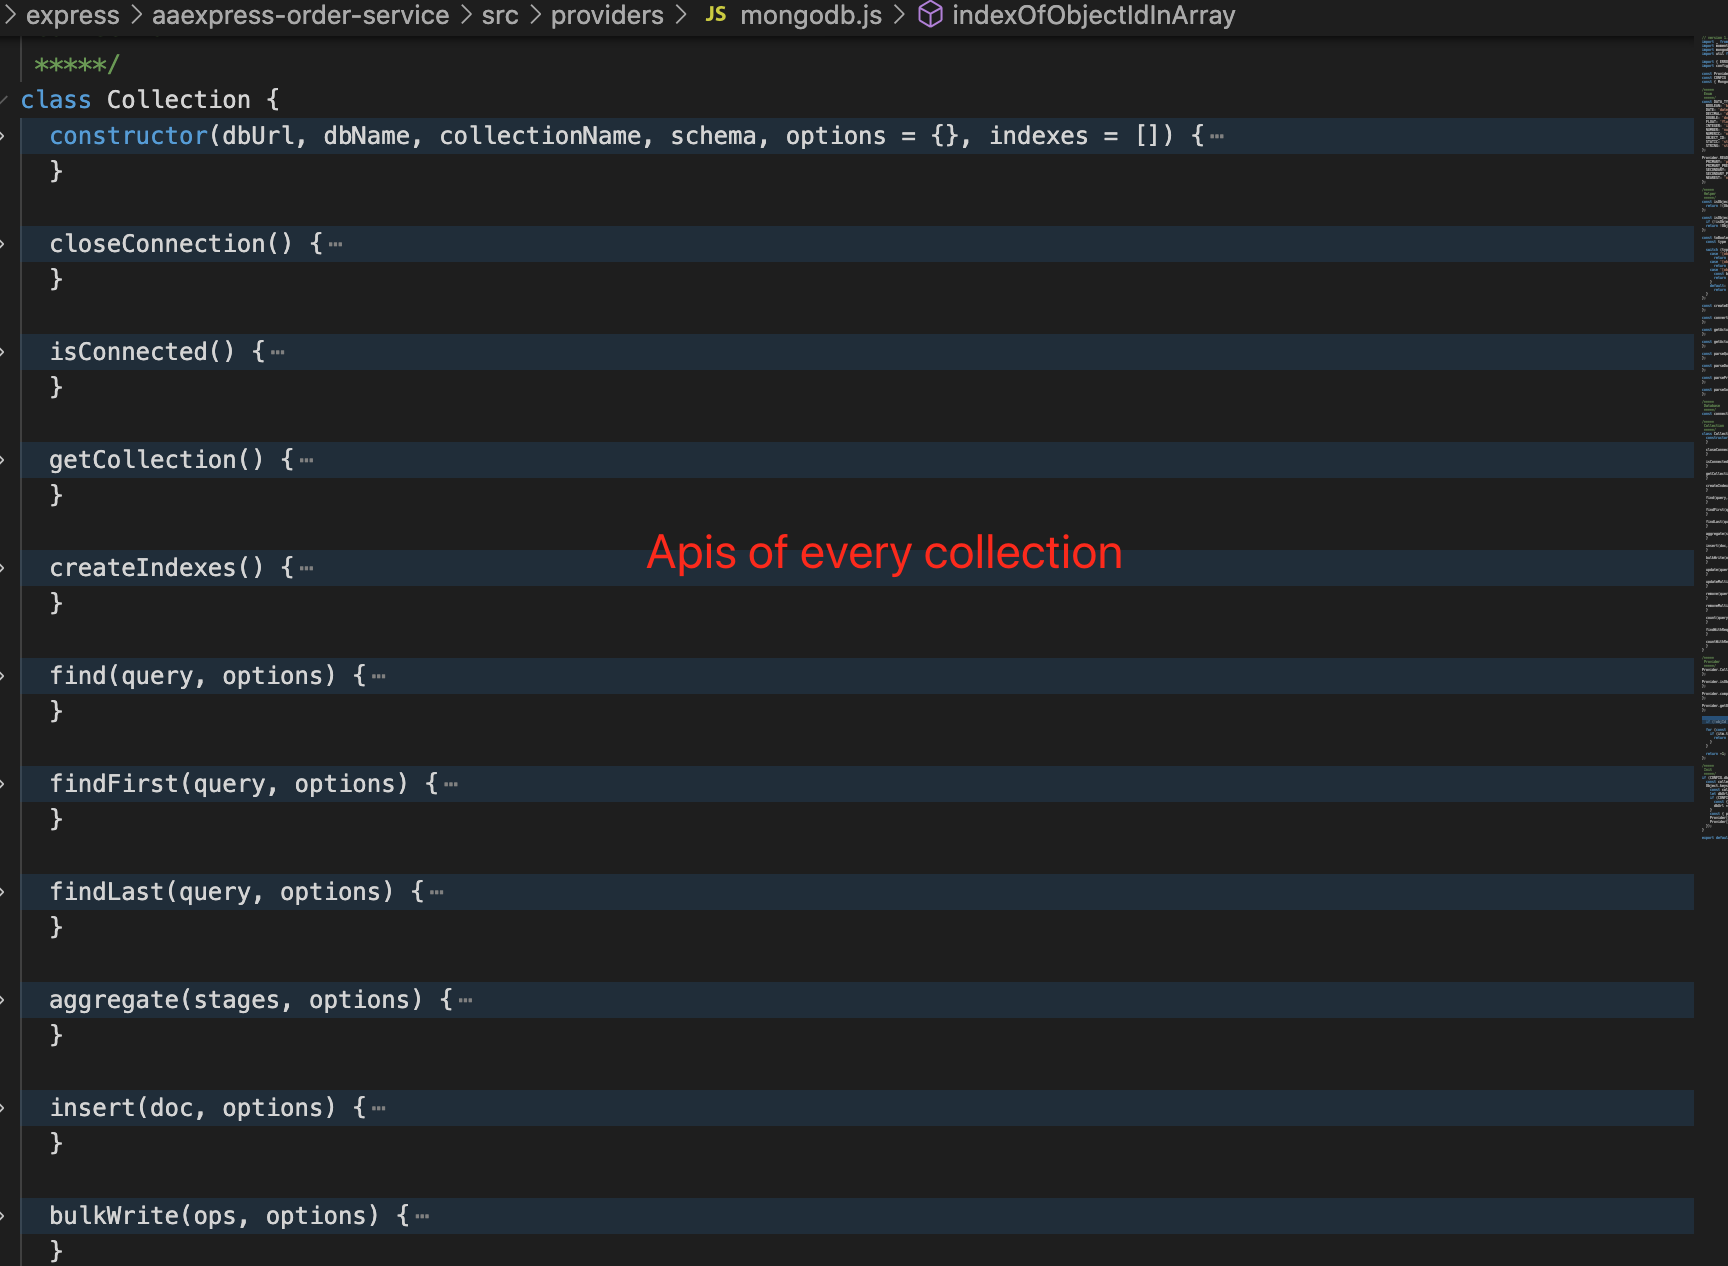 express > aaexpress-order-service > src > providers > JS mongodb.js > indexOfObjectIdInArray
*****/
class Collection {
constructor(dbUrl, dbName, collectionName, schema, options = {}, indexes = []) {…
}
closeConnection() {…
}
isConnected() {…
}
getCollection() {…
}
Apis of every collection
createIndexes() {…
}
find(query, options) {…
}
findFirst(query, options) {…
}
findLast(query, options) {…
}
aggregate(stages, options) {…
}
insert(doc, options) {…
}
bulkWrite(ops, options) {…
}